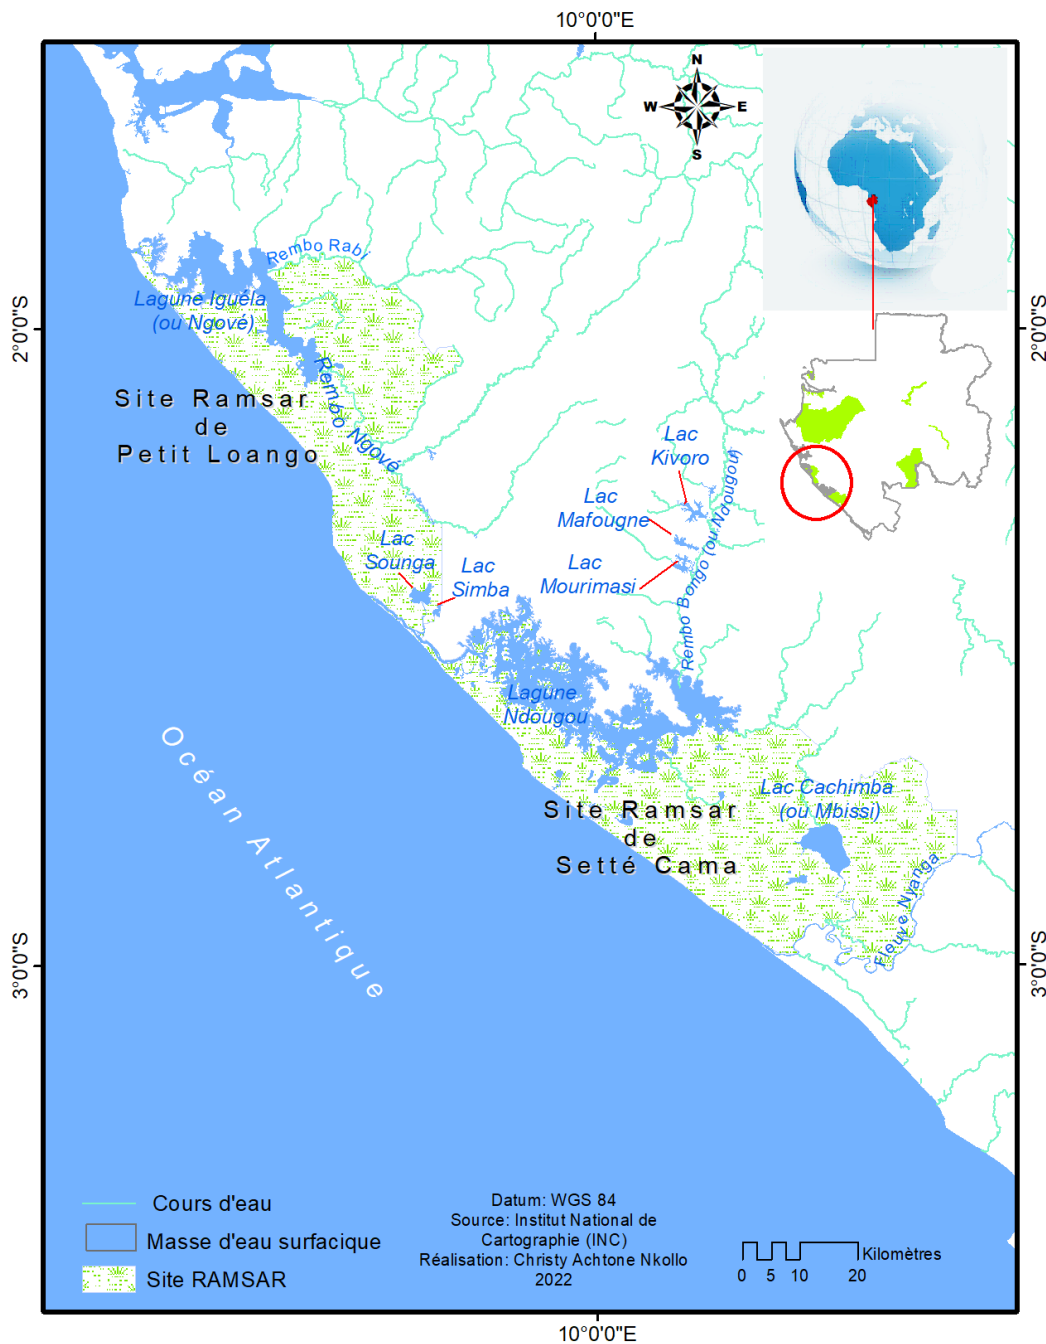 10°0'0"E
N
W E
S
2°0'0"S
2°0'0"S
Rembo Rabi
Lagune Iguéla
(ou Ngové)
Rembo Ngové
Site Ramsar
de
Petit Loango
Lac
Kivoro
Lac
Mafougne
Lac
Mourimasi
Rembo Bongo (ou Ndougou)
Lac
Sounga
Lac
Simba
Lagune
Ndougou
Océan Atlantique
Lac Cachimba
(ou Mbissi)
Site Ramsar
de
Setté Cama
Fleuve Nyanga
3°0'0"S
3°0'0"S
Cours d'eau
Masse d'eau surfacique
Site RAMSAR
Datum: WGS 84
Source: Institut National de
Cartographie (INC)
Réalisation: Christy Achtone Nkollo
2022
Kilomètres
0 5 10 20
10°0'0"E